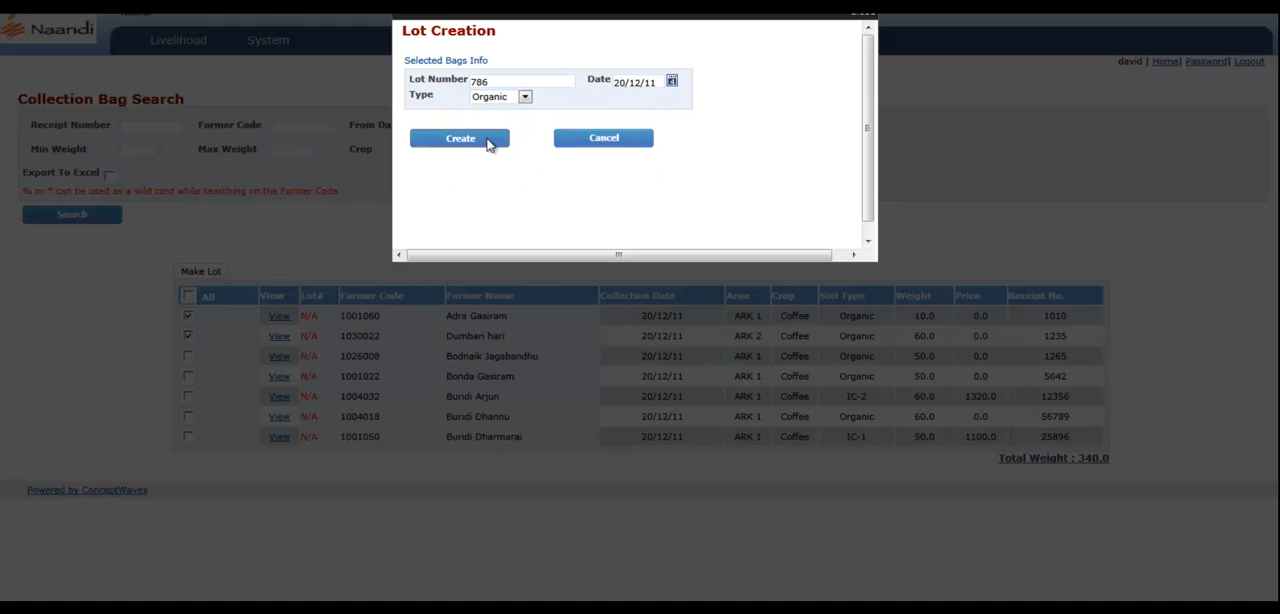 Naandi
Livelihood System
david | Home| Password| Logout
Lot Creation
Selected Bags Info
Lot Number 786 Date 20/12/11
Type Organic
Create Cancel
Collection Bag Search
Receipt Number Farmer Code From Da
Min Weight Max Weight Crop
Export To Excel
% or * can be used as a wild card while searching on the Farmer Code
Search
Make Lot
All View Lot# Farmer Code Farmer Name Collection Date Area Crop Soil Type Weight Price Receipt No.
View N/A 1001060 Adra Gasiram 20/12/11 ARK 1 Coffee Organic 10.0 0.0 1010
View N/A 1030022 Dumbari hari 20/12/11 ARK 2 Coffee Organic 60.0 0.0 1235
View N/A 1026008 Bodnaik Jagabandhu 20/12/11 ARK 1 Coffee Organic 50.0 0.0 1265
View N/A 1001022 Bonda Gasiram 20/12/11 ARK 1 Coffee Organic 50.0 0.0 5642
View N/A 1004032 Buridi Arjun 20/12/11 ARK 1 Coffee IC-2 60.0 1320.0 12356
View N/A 1004018 Buridi Dhannu 20/12/11 ARK 1 Coffee Organic 60.0 0.0 56789
View N/A 1001050 Buridi Dharmarai 20/12/11 ARK 1 Coffee IC-1 50.0 1100.0 25896
Total Weight : 340.0
Powered by ConceptWaves